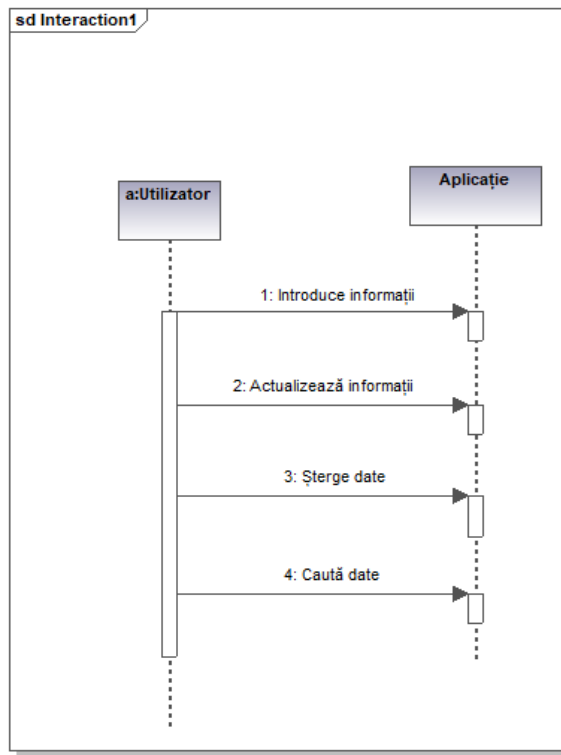 sd Interaction1
a:Utilizator
Aplicație
1: Introduce informații
2: Actualizează informații
3: Șterge date
4: Caută date